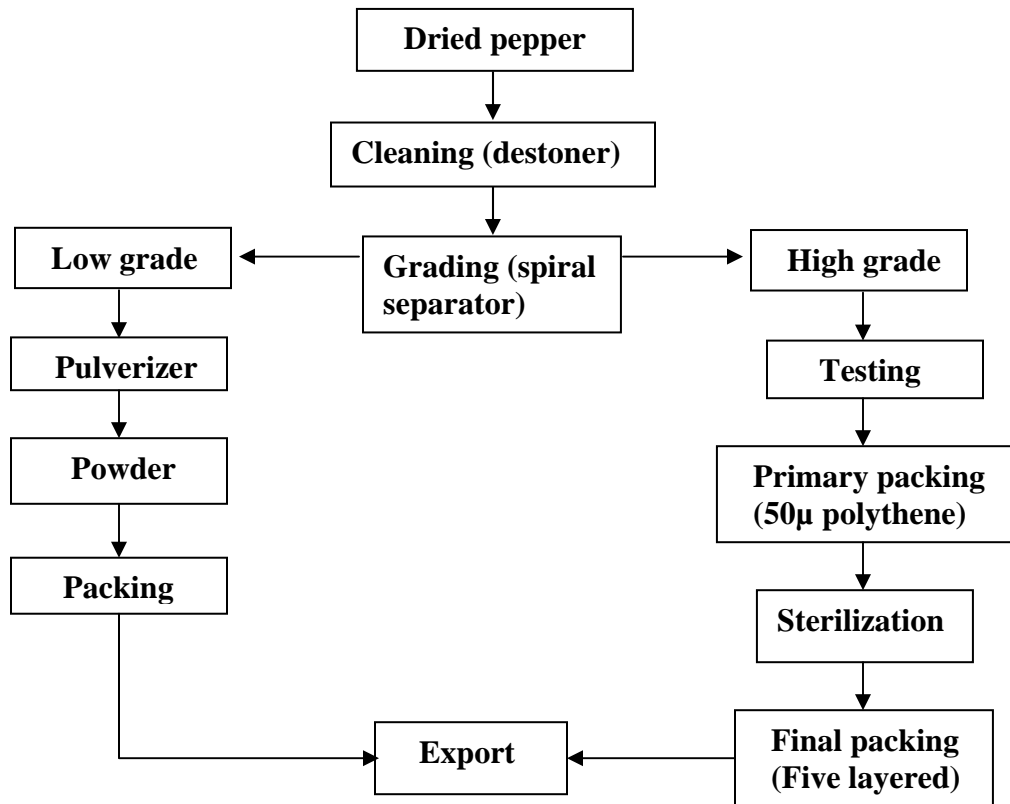 Dried pepper
Cleaning (destoner)
Low grade
Grading (spiral
separator)
High grade
Pulverizer
Testing
Powder
Primary packing
(50µ polythene)
Packing
Sterilization
Export
Final packing
(Five layered)